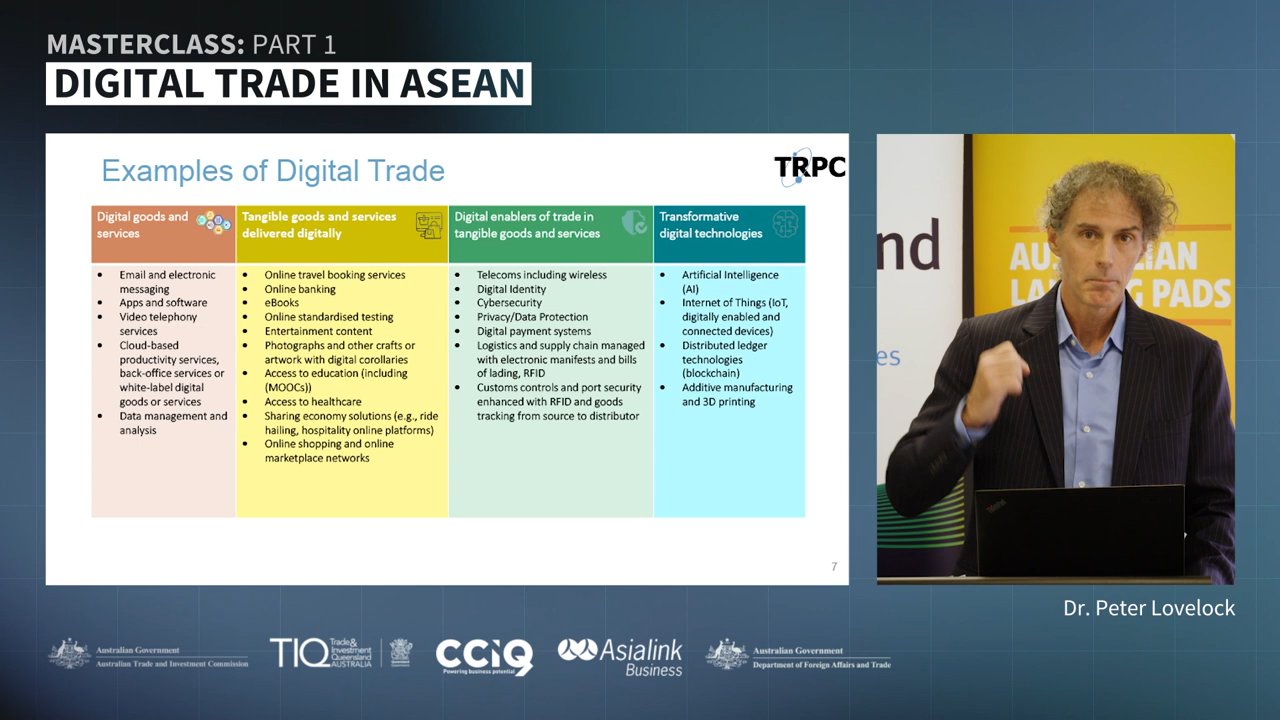 MASTERCLASS: PART 1
DIGITAL TRADE IN ASEAN
Examples of Digital Trade
TRPC
Digital goods and
services
• Email and electronic
messaging
• Apps and software
• Video telephony
services
• Cloud-based
productivity services,
back-office services or
white-label digital
goods or services
• Data management and
analysis
Tangible goods and services
delivered digitally
• Online travel booking services
• Online banking
• eBooks
• Online standardised testing
• Entertainment content
• Photographs and other crafts or
artwork with digital corollaries
• Access to education (including
(MOOCs))
• Access to healthcare
• Sharing economy solutions (e.g., ride
hailing, hospitality online platforms)
• Online shopping and online
marketplace networks
Digital enablers of trade in
tangible goods and services
• Telecoms including wireless
• Digital Identity
• Cybersecurity
• Privacy/Data Protection
• Digital payment systems
• Logistics and supply chain managed
with electronic manifests and bills
of lading, RFID
• Customs controls and port security
enhanced with RFID and goods
tracking from source to distributor
Transformative
digital technologies
• Artificial Intelligence
(AI)
• Internet of Things (IoT,
digitally enabled and
connected devices)
• Distributed ledger
technologies
(blockchain)
• Additive manufacturing
and 3D printing
7
nd
es
AU IAN
LA G PADS
Dr. Peter Lovelock
Australian Government
Australian Trade and Investment Commission
TIQ
Trade &
Investment
Queensland
AUSTRALIA
CCIQ
Powering business potential
Asialink
Business
Australian Government
Department of Foreign Affairs and Trade